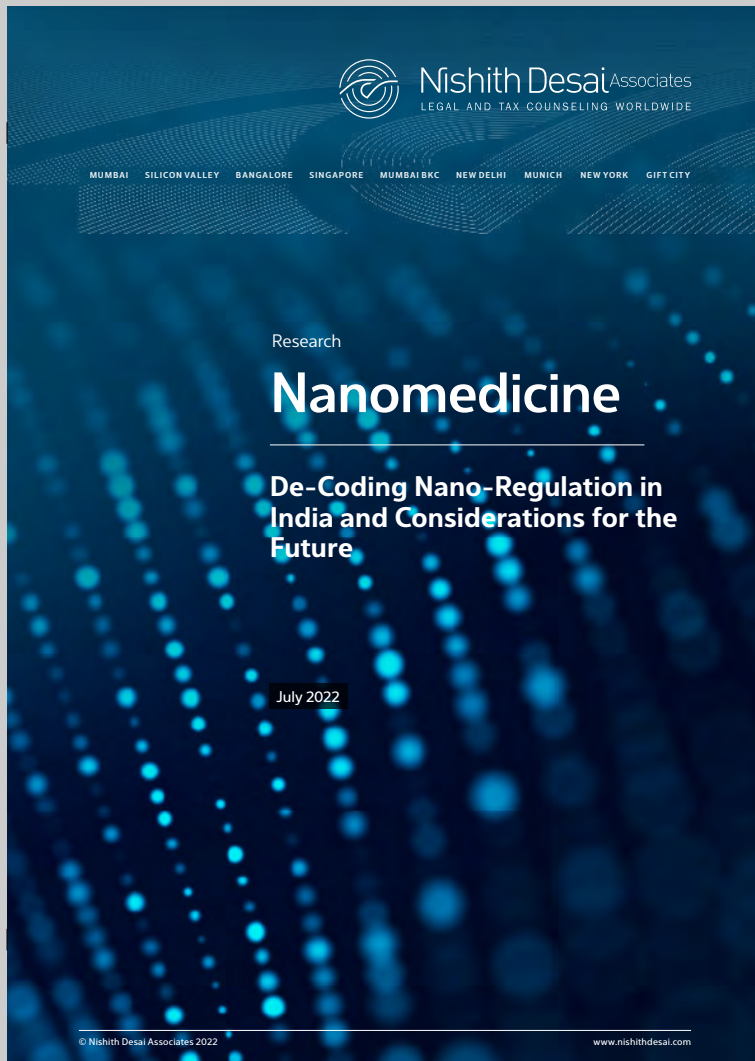 Nishith Desai Associates
LEGAL AND TAX COUNSELING WORLDWIDE
MUMBAI SILICON VALLEY BANGALORE SINGAPORE MUMBAI BKC NEW DELHI MUNICH NEW YORK GIFT CITY
Research
Nanomedicine
De-Coding Nano-Regulation in
India and Considerations for the
Future
July 2022
© Nishith Desai Associates 2022 www.nishithdesai.com